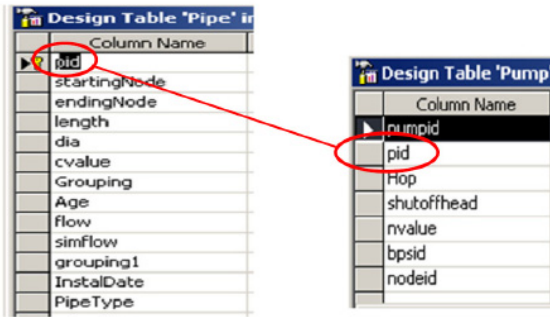 Design Table 'Pipe' in
Column Name
pid
startingNode
endingNode
length
dia
cvalue
Grouping
Age
flow
simflow
grouping1
InstalDate
PipeType
Design Table 'Pump
Column Name
pumpid
pid
Hop
shutoffhead
nvalue
bpsid
nodeid